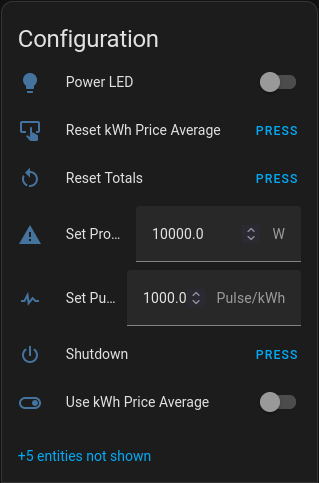 Configuration
Power LED
Reset kWh Price Average PRESS
Reset Totals PRESS
Set Pro... 10000.0 W
Set Pu... 1000.0 Pulse/kWh
Shutdown PRESS
Use kWh Price Average
+5 entities not shown